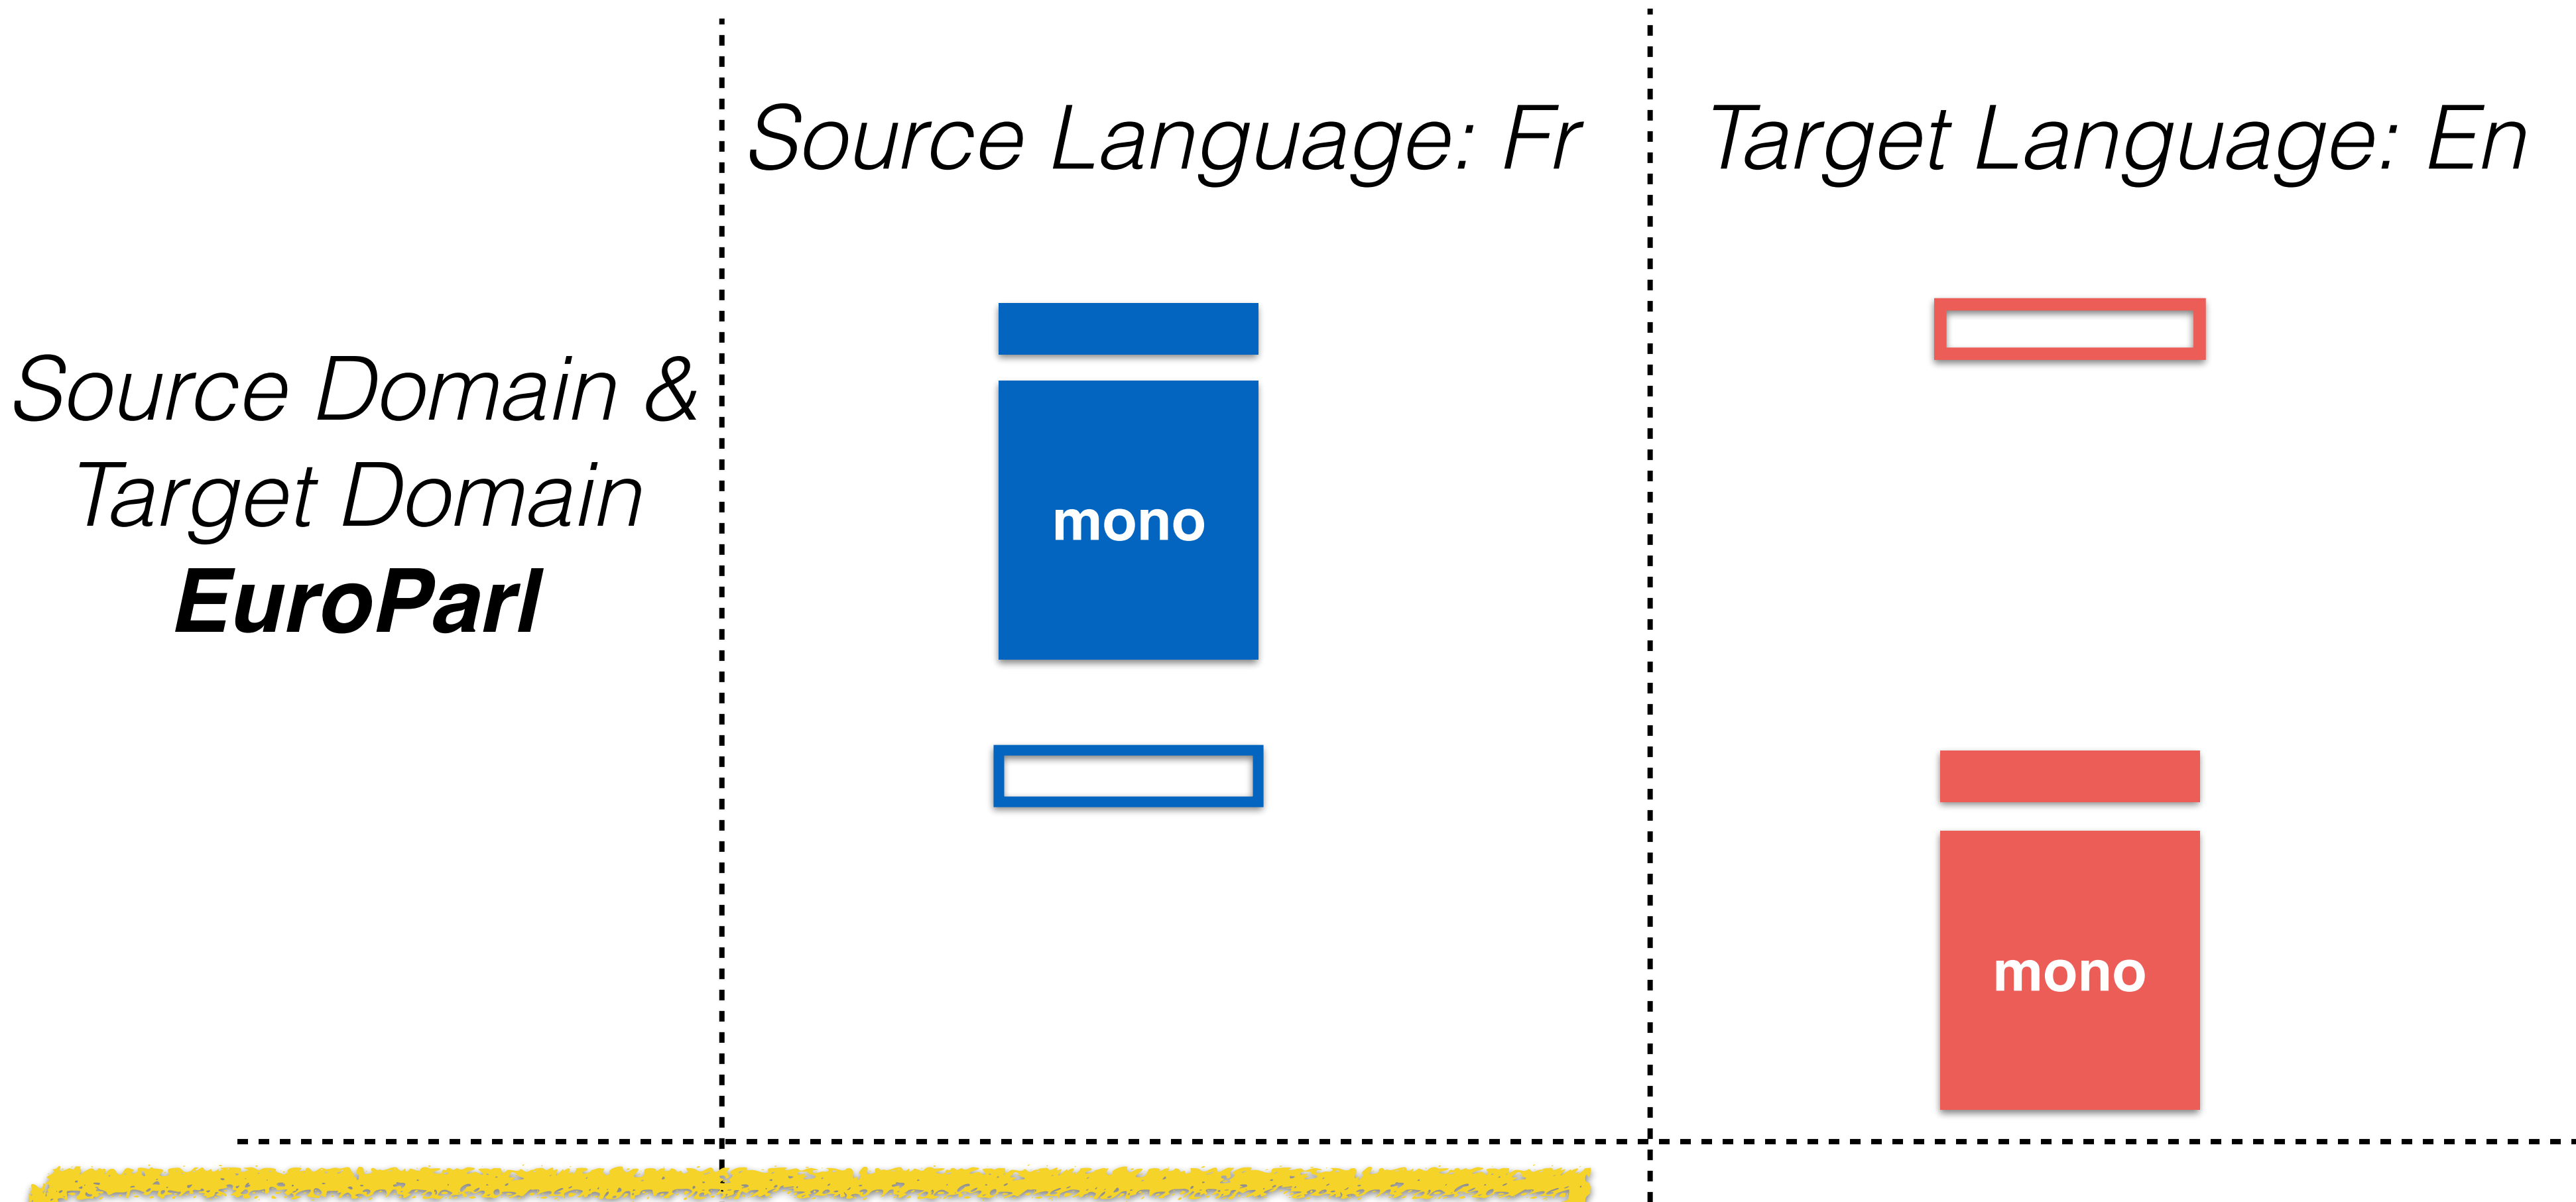 Source Language: Fr
Target Language: En
Source Domain &
Target Domain
EuroParl
mono
mono